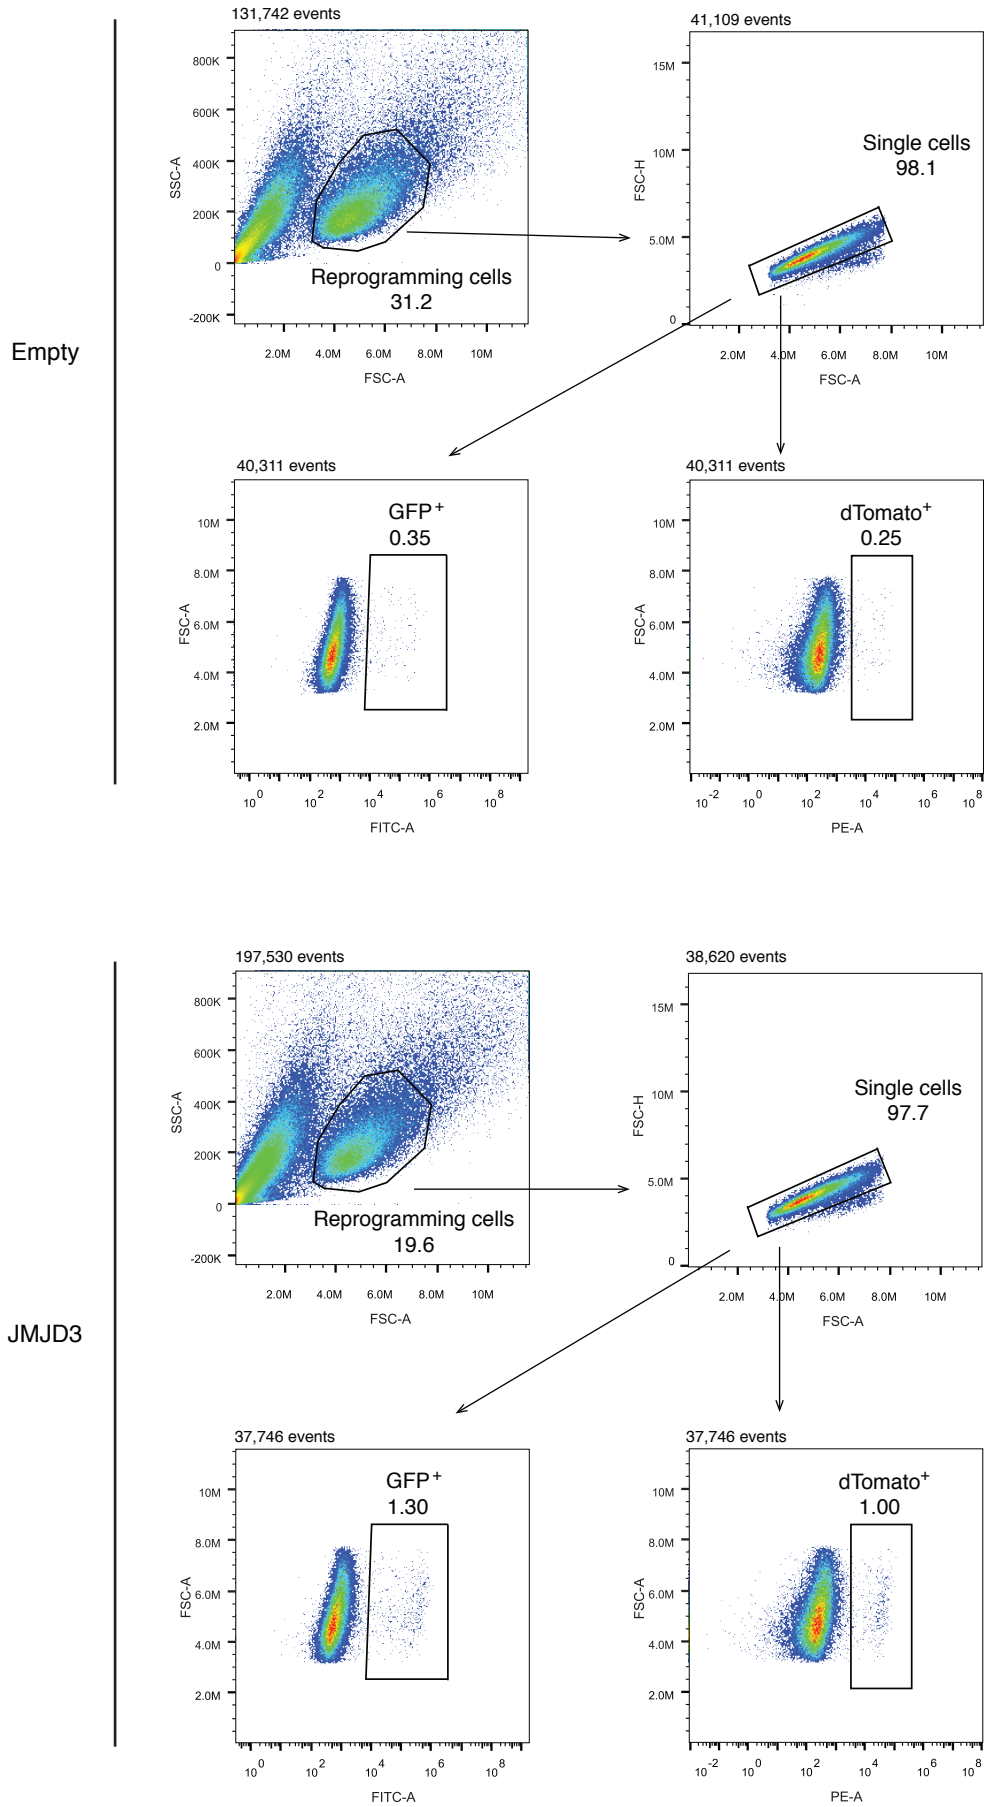 Empty
131,742 events
SSC-A
800K
600K
400K
200K
0
-200K
Reprogramming cells
31.2
2.0M 4.0M 6.0M 8.0M 10M
FSC-A
41,109 events
FSC-H
15M
10M
5.0M
0
Single cells
98.1
2.0M 4.0M 6.0M 8.0M 10M
FSC-A
40,311 events
GFP+
0.35
FSC-A
10M
8.0M
6.0M
4.0M
2.0M
10^0 10^2 10^4 10^6 10^8
FITC-A
40,311 events
dTomato+
0.25
FSC-A
10M
8.0M
6.0M
4.0M
2.0M
10^-2 10^0 10^2 10^4 10^6 10^8
PE-A
JMJD3
197,530 events
SSC-A
800K
600K
400K
200K
0
-200K
Reprogramming cells
19.6
2.0M 4.0M 6.0M 8.0M 10M
FSC-A
38,620 events
FSC-H
15M
10M
5.0M
0
Single cells
97.7
2.0M 4.0M 6.0M 8.0M 10M
FSC-A
37,746 events
GFP+
1.30
FSC-A
10M
8.0M
6.0M
4.0M
2.0M
10^0 10^2 10^4 10^6 10^8
FITC-A
37,746 events
dTomato+
1.00
FSC-A
10M
8.0M
6.0M
4.0M
2.0M
10^-2 10^0 10^2 10^4 10^6 10^8
PE-A